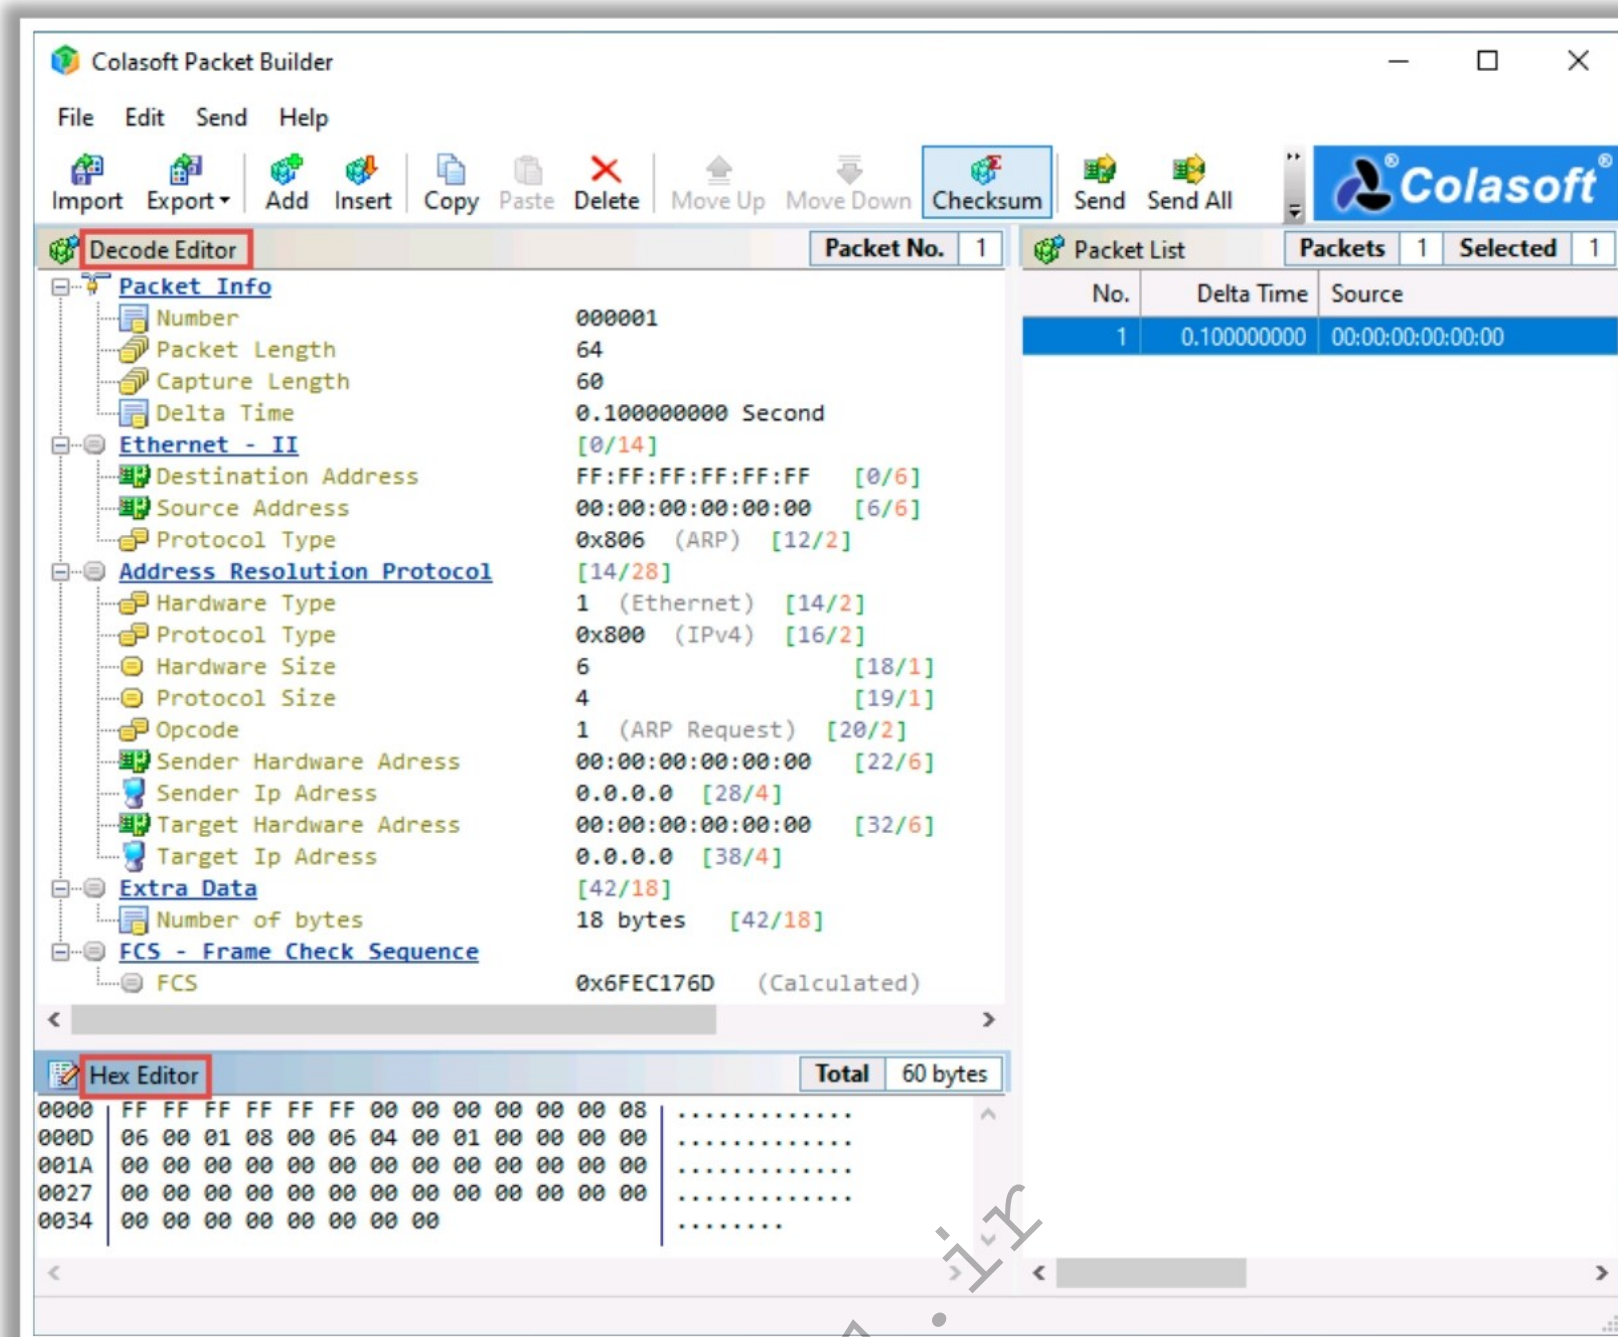 Colasoft Packet Builder
File Edit Send Help
Import Export Add Insert Copy Paste Delete Move Up Move Down Checksum Send Send All
® Colasoft ®
Decode Editor Packet No. 1
Packet Info
Number 000001
Packet Length 64
Capture Length 60
Delta Time 0.100000000 Second
Ethernet - II [0/14]
Destination Address FF:FF:FF:FF:FF:FF [0/6]
Source Address 00:00:00:00:00:00 [6/6]
Protocol Type 0x806 (ARP) [12/2]
Address Resolution Protocol [14/28]
Hardware Type 1 (Ethernet) [14/2]
Protocol Type 0x800 (IPv4) [16/2]
Hardware Size 6 [18/1]
Protocol Size 4 [19/1]
Opcode 1 (ARP Request) [20/2]
Sender Hardware Adress 00:00:00:00:00:00 [22/6]
Sender Ip Adress 0.0.0.0 [28/4]
Target Hardware Adress 00:00:00:00:00:00 [32/6]
Target Ip Adress 0.0.0.0 [38/4]
Extra Data [42/18]
Number of bytes 18 bytes [42/18]
FCS - Frame Check Sequence
FCS 0x6FEC176D (Calculated)
Hex Editor Total 60 bytes
0000 FF FF FF FF FF FF 00 00 00 00 00 00 08 .............
000D 06 00 01 08 00 06 04 00 01 00 00 00 00 .............
001A 00 00 00 00 00 00 00 00 00 00 00 00 00 .............
0027 00 00 00 00 00 00 00 00 00 00 00 00 00 .............
0034 00 00 00 00 00 00 00 00 ........
Packet List Packets 1 Selected 1
No. Delta Time Source
1 0.100000000 00:00:00:00:00:00
.ir